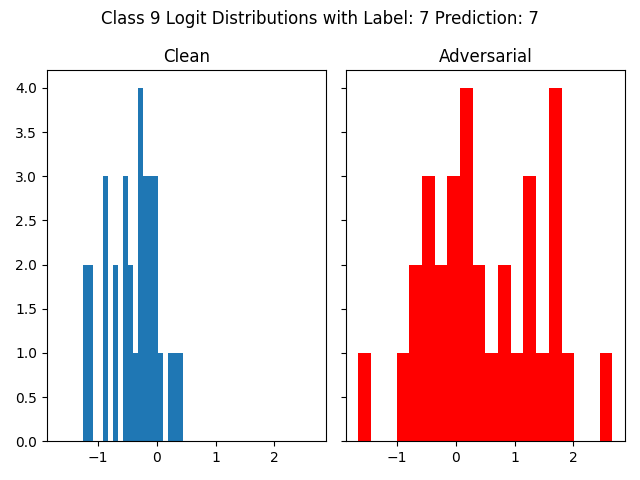 Class 9 Logit Distributions with Label: 7 Prediction: 7
Clean
Adversarial
4.0
3.5
3.0
2.5
2.0
1.5
1.0
0.5
0.0
−1 0 1 2
−1 0 1 2